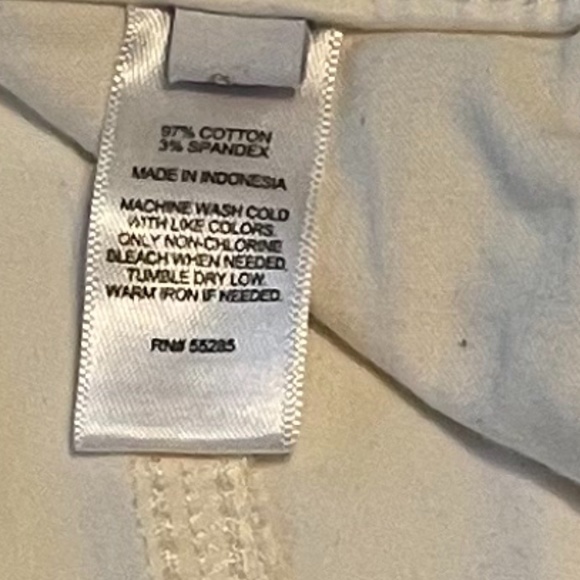 97% COTTON
3% SPANDEX
MADE IN INDONESIA
MACHINE WASH COLD
WITH LIKE COLORS.
ONLY NON-CHLORINE
BLEACH WHEN NEEDED.
TUMBLE DRY LOW.
WARM IRON IF NEEDED.
RN# 55285